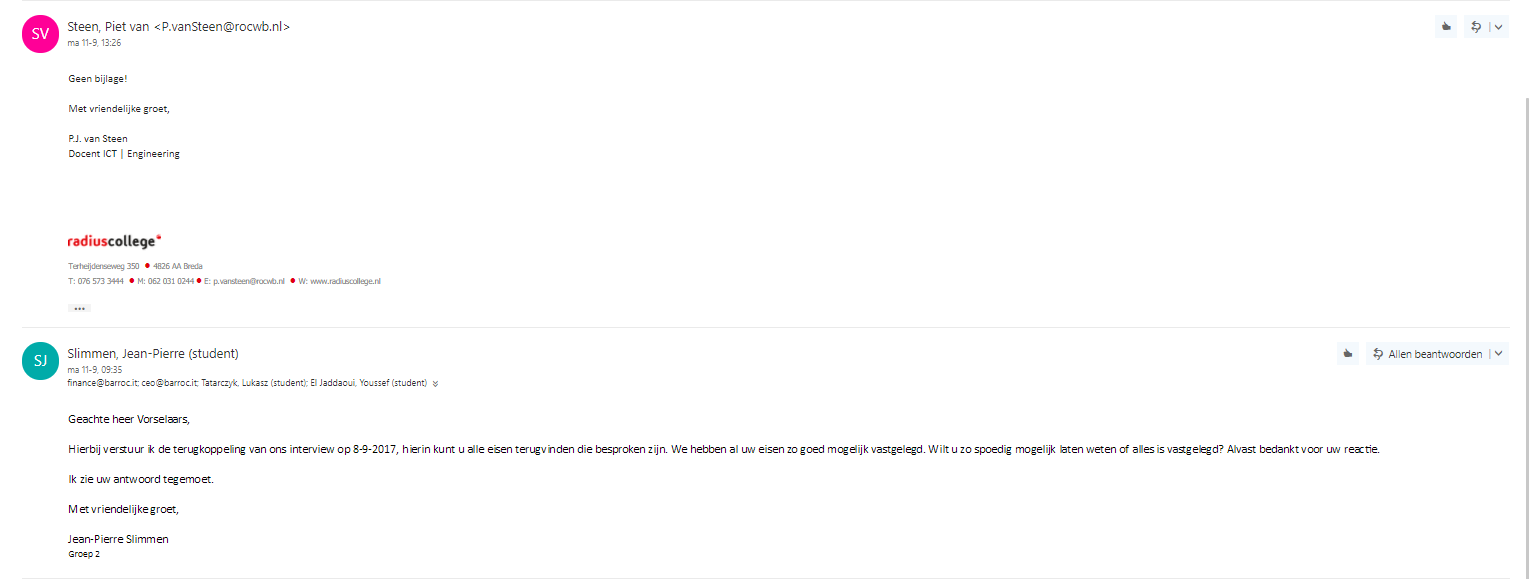 SV
Steen, Piet van <P.vanSteen@rocwb.nl>
ma 11-9, 13:26
Geen bijlage!
Met vriendelijke groet,
P.J. van Steen
Docent ICT | Engineering
radiuscollege
Terheijdenseweg 350 • 4826 AA Breda
T: 076 573 3444 • M: 062 031 0244 • E: p.vansteen@rocwb.nl • W: www.radiuscollege.nl
•••
SJ
Slimmen, Jean-Pierre (student)
Allen beantwoorden
ma 11-9, 09:35
finance@barroc.it; ceo@barroc.it; Tatarczyk, Lukasz (student); El Jaddaoui, Youssef (student)
Geachte heer Vorselaars,
Hierbij verstuur ik de terugkoppeling van ons interview op 8-9-2017, hierin kunt u alle eisen terugvinden die besproken zijn. We hebben al uw eisen zo goed mogelijk vastgelegd. Wilt u zo spoedig mogelijk laten weten of alles is vastgelegd? Alvast bedankt voor uw reactie.
Ik zie uw antwoord tegemoet.
Met vriendelijke groet,
Jean-Pierre Slimmen
Groep 2